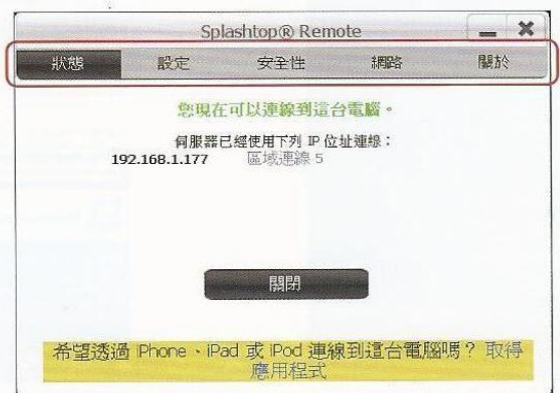 Splashtop® Remote
狀態 設定 安全性 網路 關於
您現在可以連線到這台電腦。
伺服器已經使用下列 IP 位址連線：
192.168.1.177 區域連線 5
關閉
希望透過 iPhone、iPad 或 iPod 連線到這台電腦嗎？ 取得
應用程式